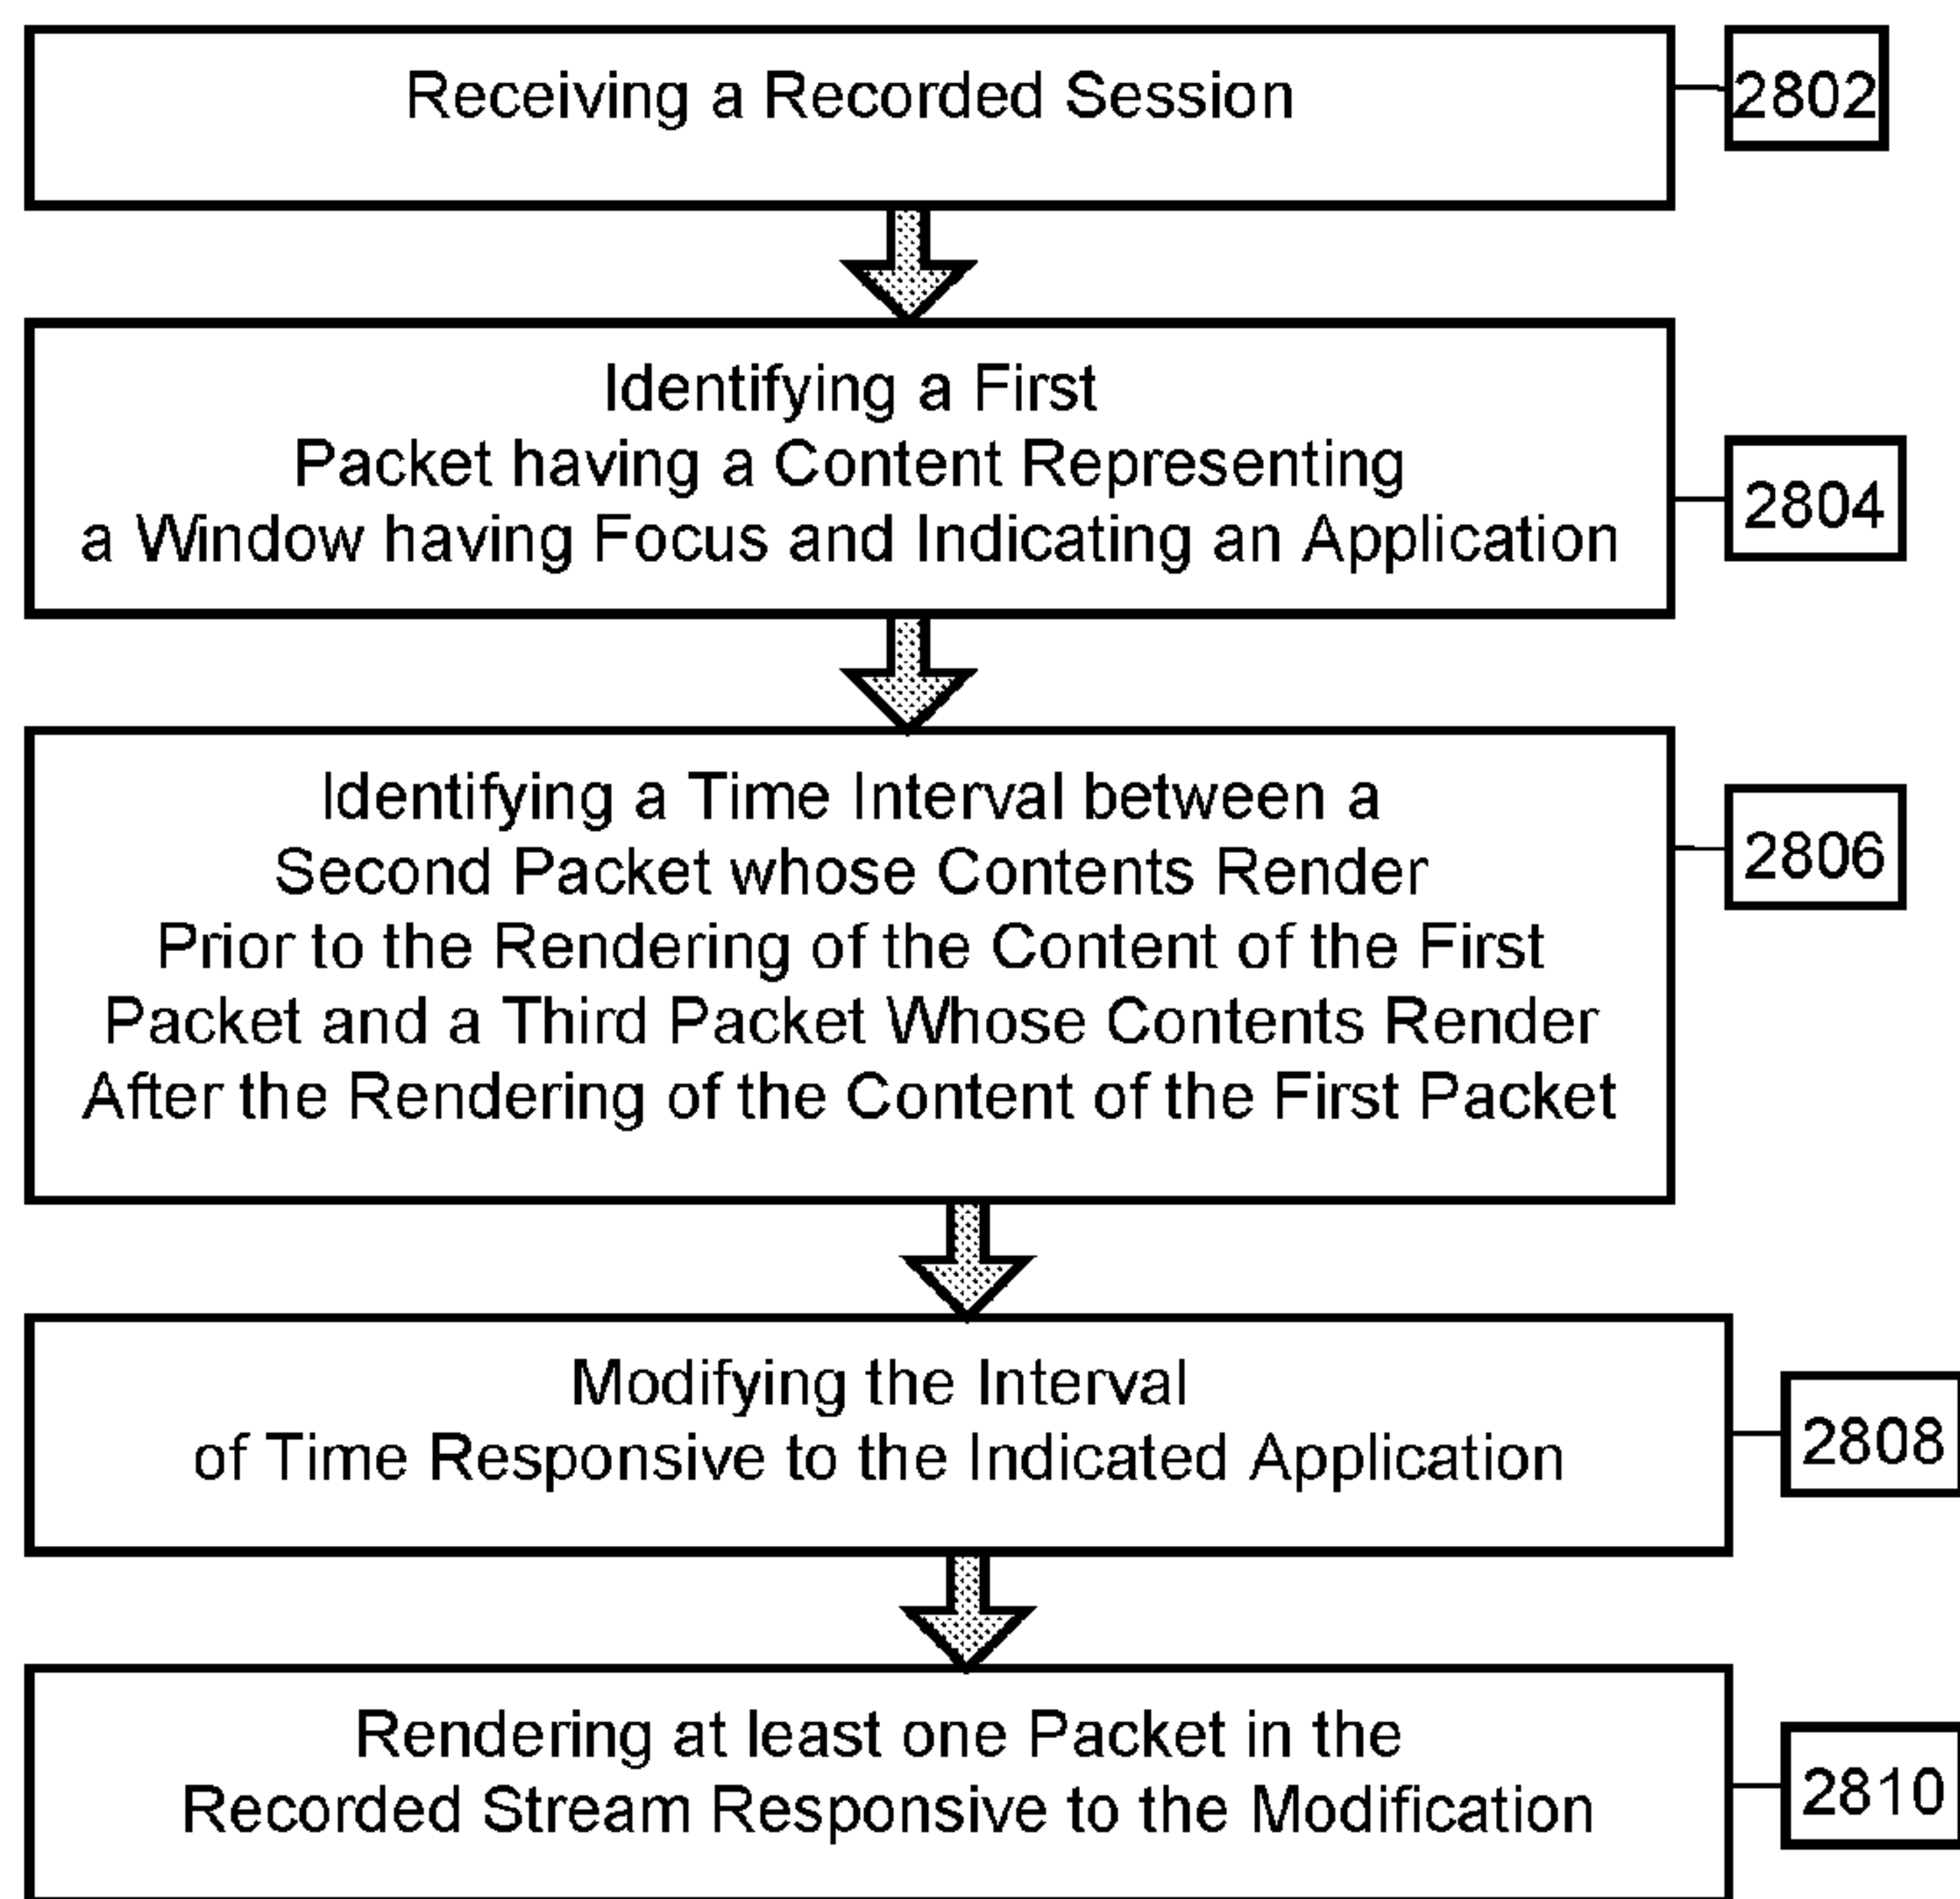 Receiving a Recorded Session
2802
Identifying a First
Packet having a Content Representing
a Window having Focus and Indicating an Application
2804
Identifying a Time Interval between a
Second Packet whose Contents Render
Prior to the Rendering of the Content of the First
Packet and a Third Packet Whose Contents Render
After the Rendering of the Content of the First Packet
2806
Modifying the Interval
of Time Responsive to the Indicated Application
2808
Rendering at least one Packet in the
Recorded Stream Responsive to the Modification
2810